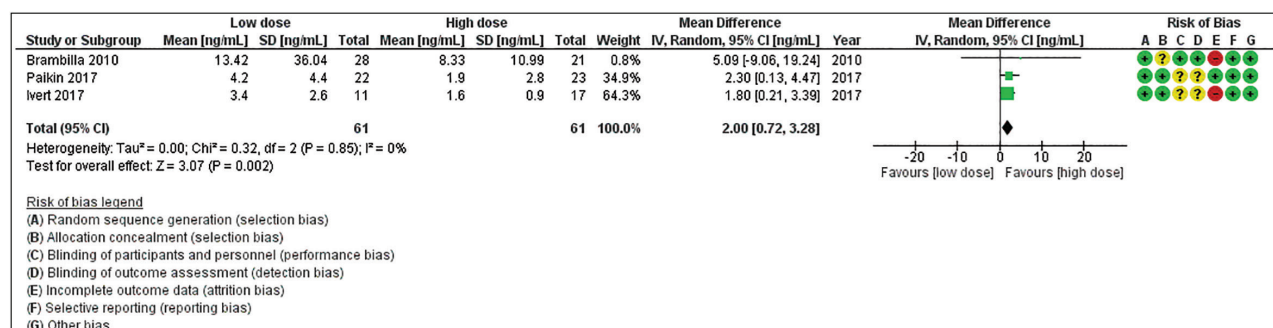 Low dose High dose Mean Difference Mean Difference Risk of Bias
Study or Subgroup Mean [ng/mL] SD [ng/mL] Total Mean [ng/mL] SD [ng/mL] Total Weight IV, Random, 95% CI [ng/mL] Year IV, Random, 95% CI [ng/mL] A B C D E F G
Brambilla 2010 13.42 36.04 28 8.33 10.99 21 0.8% 5.09 [-9.06, 19.24] 2010 + ? + + - + +
Paikin 2017 4.2 4.4 22 1.9 2.8 23 34.9% 2.30 [0.13, 4.47] 2017 + + ? ? - + +
Ivert 2017 3.4 2.6 11 1.6 0.9 17 64.3% 1.80 [0.21, 3.39] 2017 + + ? ? - + +
Total (95% CI) 61 61 100.0% 2.00 [0.72, 3.28]
Heterogeneity: Tau² = 0.00; Chi² = 0.32, df = 2 (P = 0.85); I² = 0%
Test for overall effect: Z = 3.07 (P = 0.002)
-20 -10 0 10 20
Favours [low dose] Favours [high dose]
Risk of bias legend
(A) Random sequence generation (selection bias)
(B) Allocation concealment (selection bias)
(C) Blinding of participants and personnel (performance bias)
(D) Blinding of outcome assessment (detection bias)
(E) Incomplete outcome data (attrition bias)
(F) Selective reporting (reporting bias)
(G) Other bias